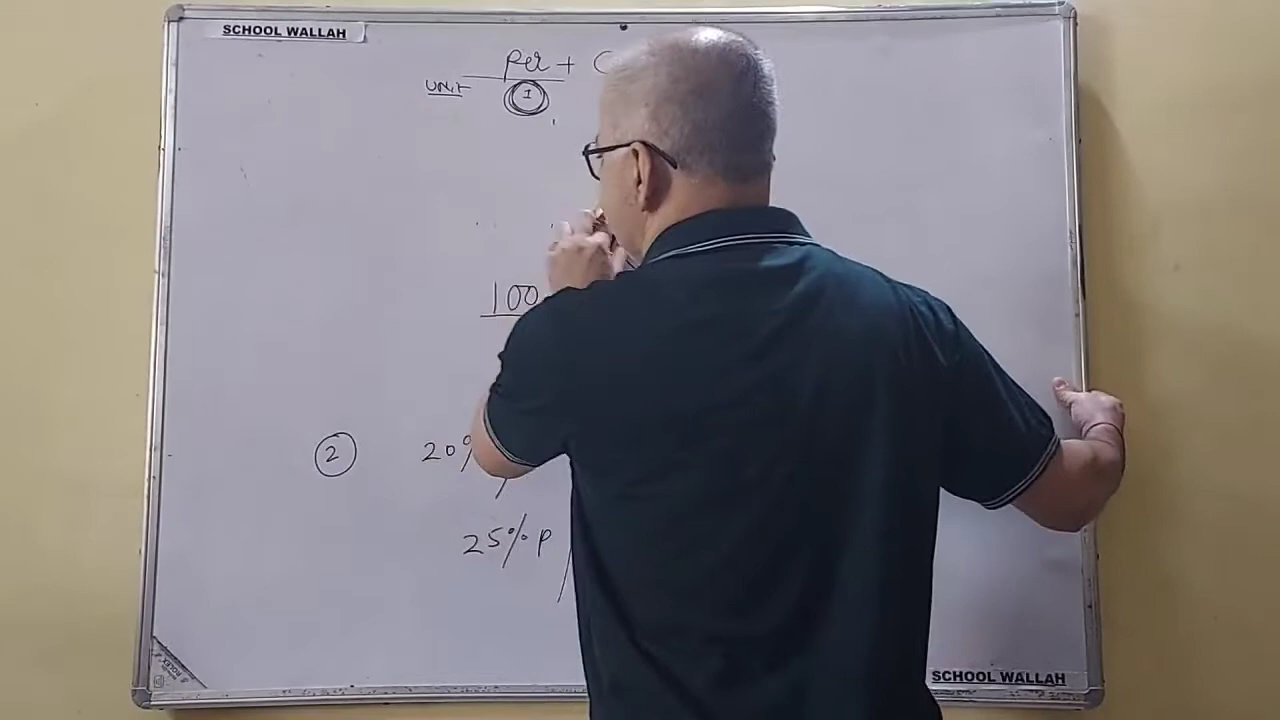 SCHOOL WALLAH
Per + C
UNIT 1
100
2 20%
25% P
SCHOOL WALLAH